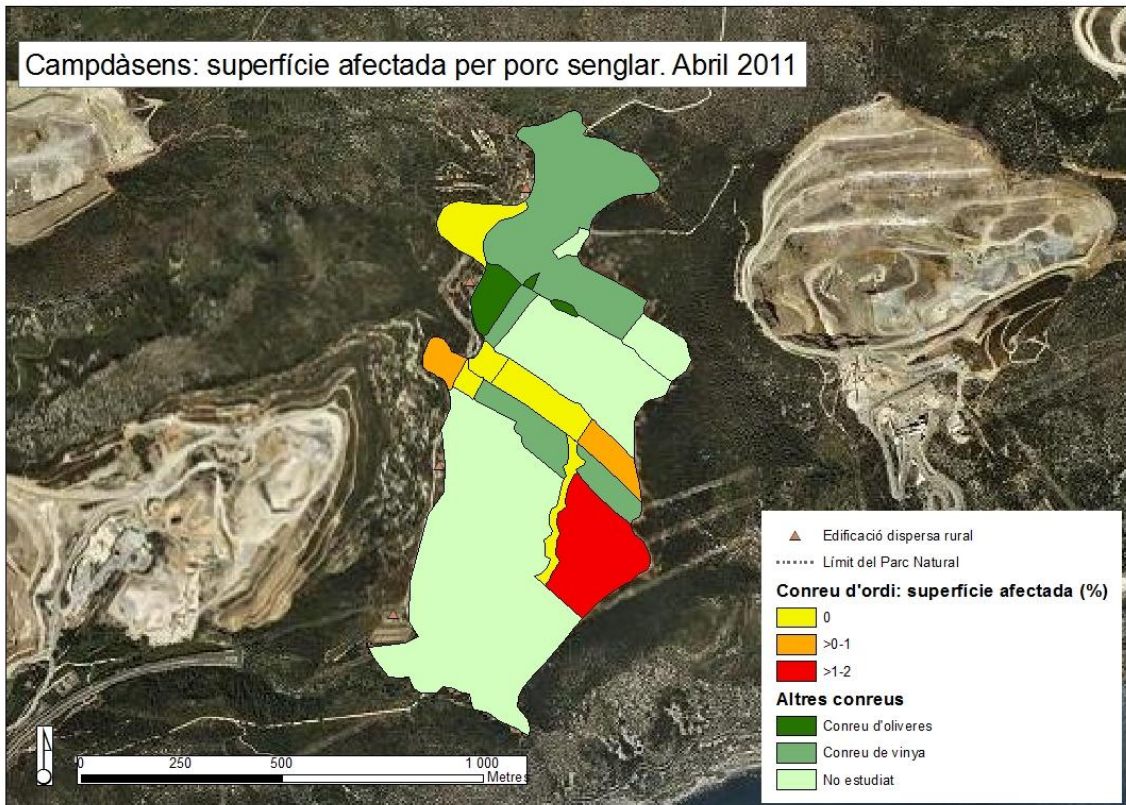 Campdàsens: superfície afectada per porc senglar. Abril 2011
Edificació dispersa rural
Límit del Parc Natural
Conreu d'ordi: superfície afectada (%)
0
>0-1
>1-2
Altres conreus
Conreu d'oliveres
Conreu de vinya
No estudiat
0 250 500 1 000
Metres